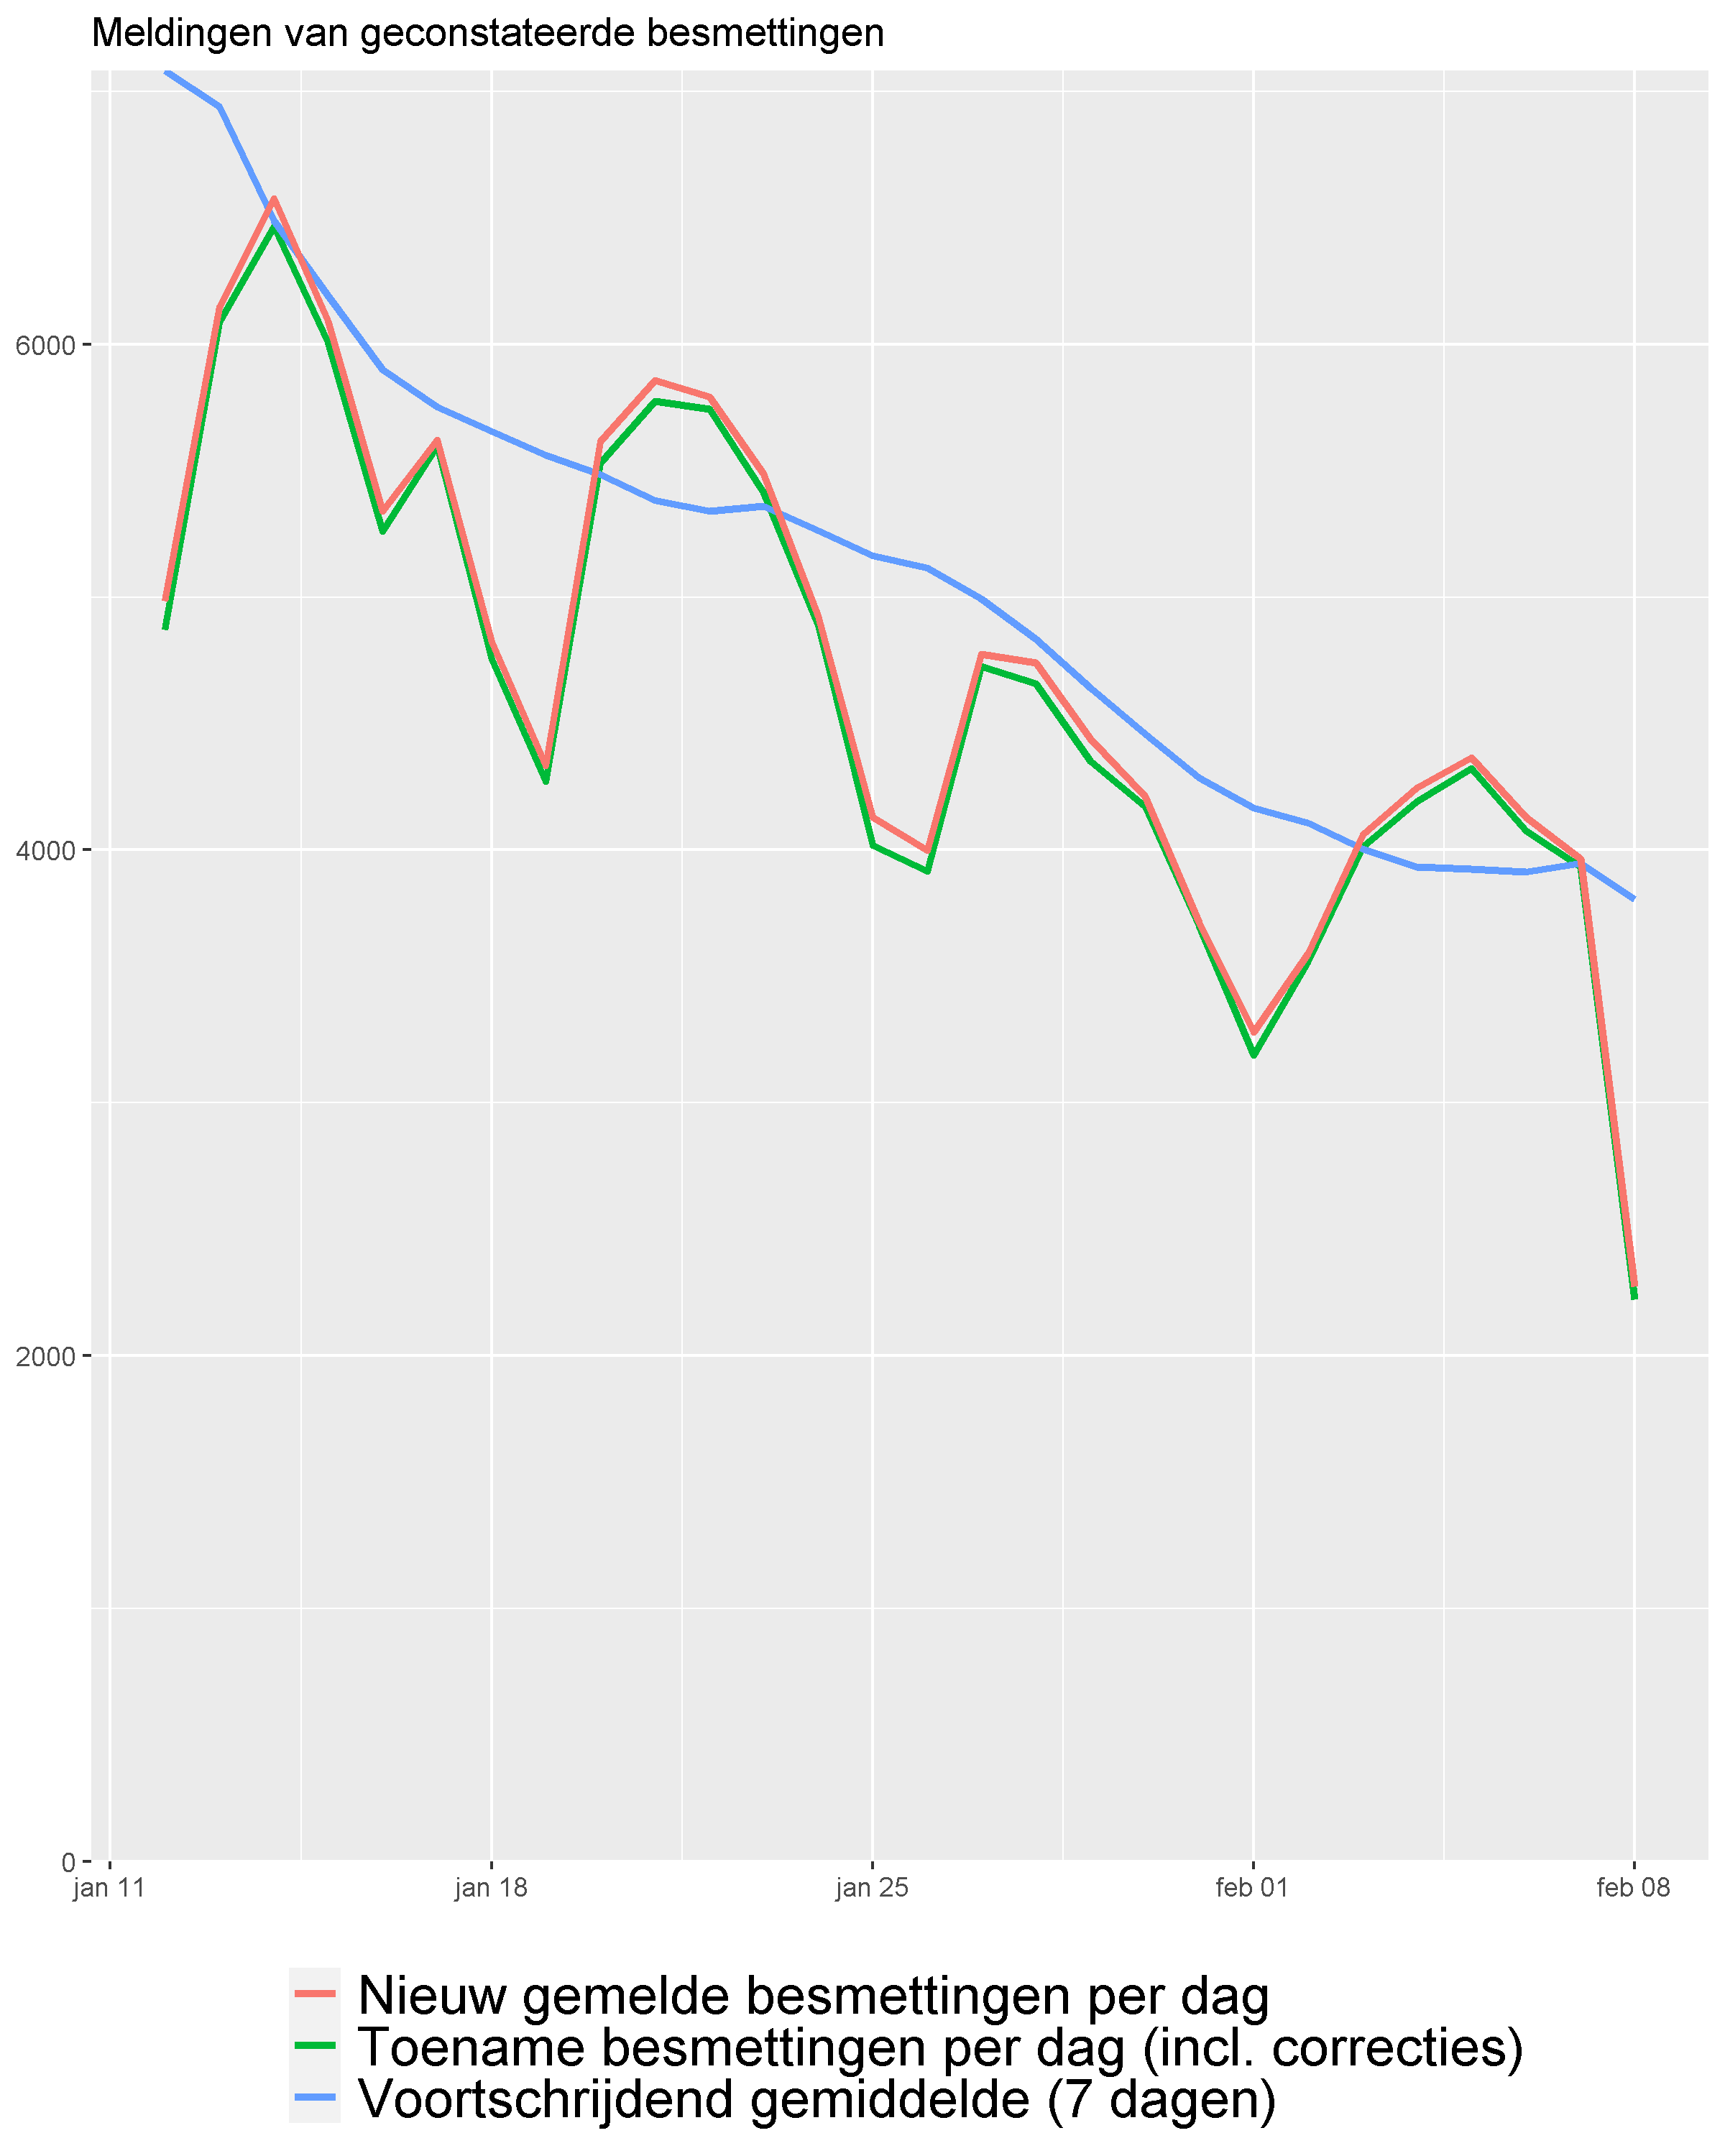 Meldingen van geconstateerde besmettingen
6000
4000
2000
0
jan 11 jan 18 jan 25 feb 01 feb 08
Nieuw gemelde besmettingen per dag
Toename besmettingen per dag (incl. correcties)
Voortschrijdend gemiddelde (7 dagen)